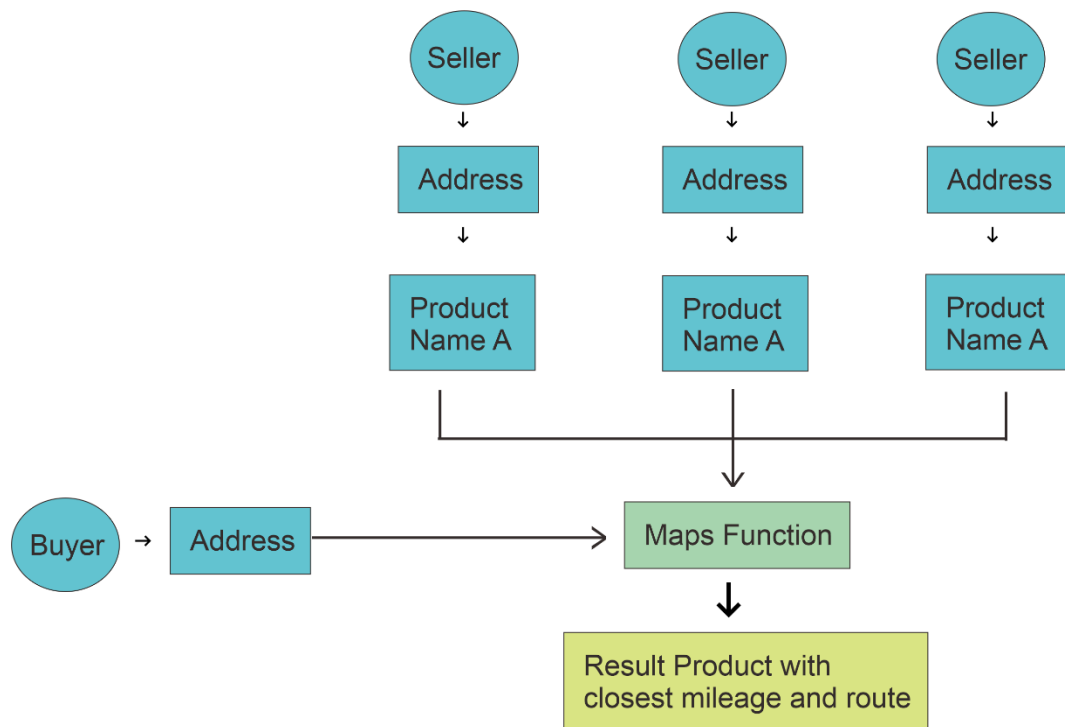 Seller
Seller
Seller
Address
Address
Address
Product
Name A
Product
Name A
Product
Name A
Buyer
Address
Maps Function
Result Product with
closest mileage and route